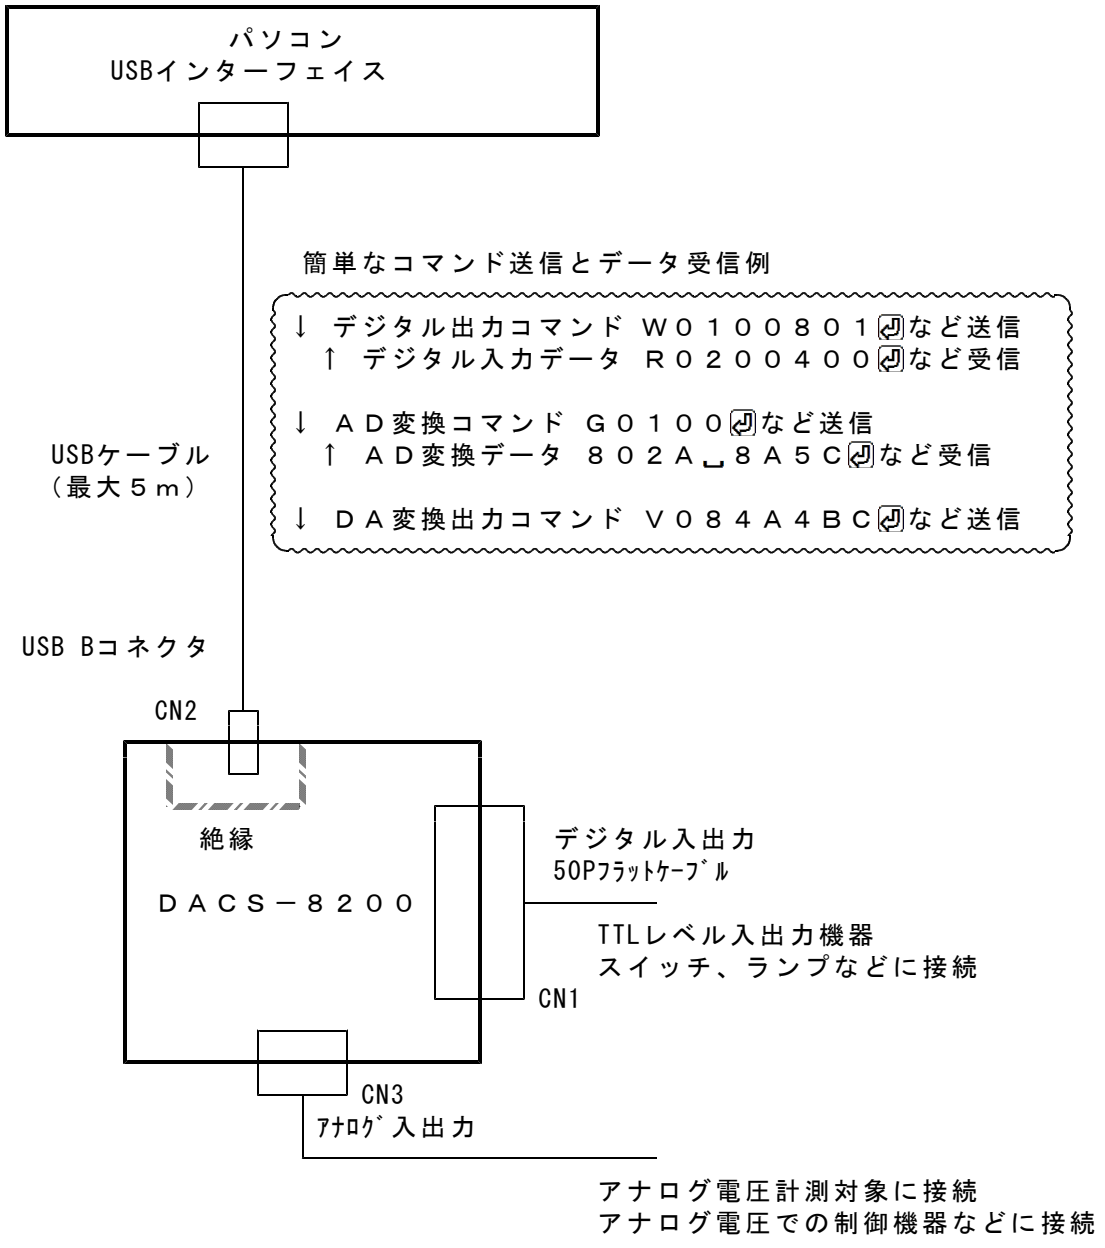 パソコン
USBインターフェイス
簡単なコマンド送信とデータ受信例
↓ デジタル出力コマンド W0100801⏎など送信
↑ デジタル入力データ R0200400⏎など受信
↓ AD変換コマンド G0100⏎など送信
↑ AD変換データ 802A␣8A5C⏎など受信
↓ DA変換出力コマンド V084A4BC⏎など送信
USBケーブル
(最大5m)
USB Bコネクタ
CN2
絶縁
DACS-8200
デジタル入出力
50Pフラットケーブル
TTLレベル入出力機器
スイッチ、ランプなどに接続
CN1
CN3
アナログ入出力
アナログ電圧計測対象に接続
アナログ電圧での制御機器などに接続